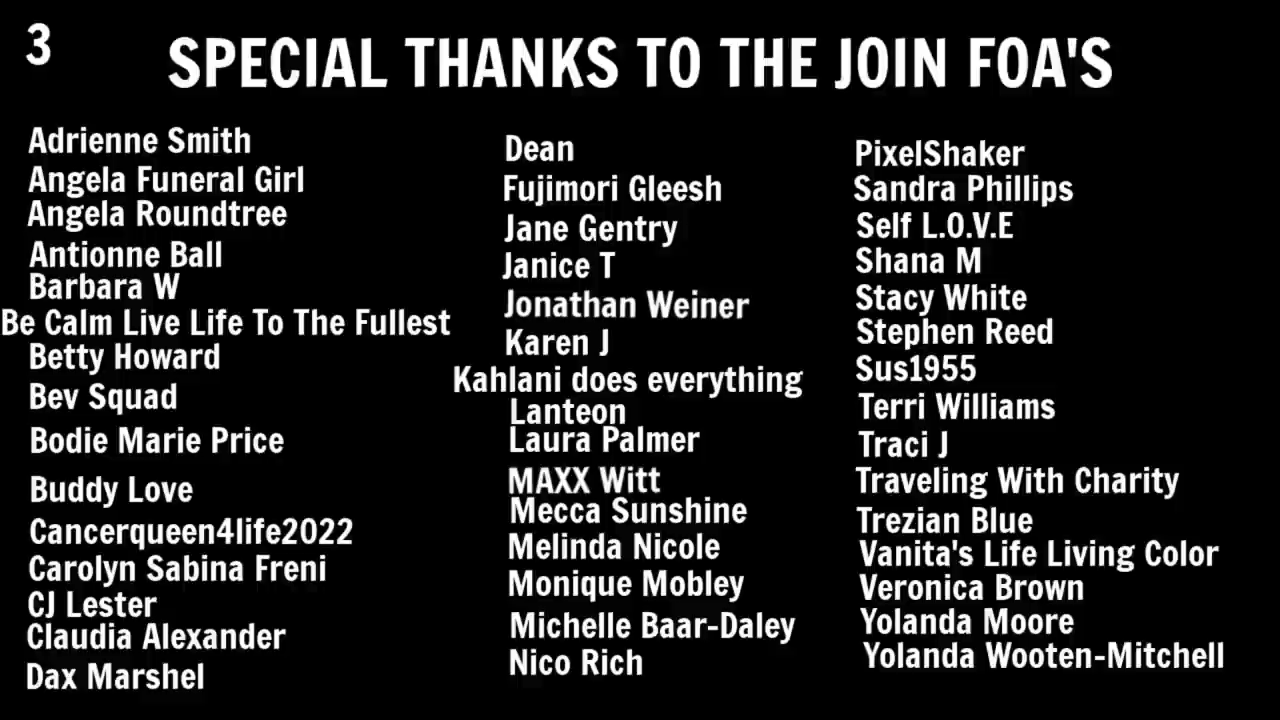 3
SPECIAL THANKS TO THE JOIN FOA'S
Adrienne Smith
Angela Funeral Girl
Angela Roundtree
Antionne Ball
Barbara W
Be Calm Live Life To The Fullest
Betty Howard
Bev Squad
Bodie Marie Price
Buddy Love
Cancerqueen4life2022
Carolyn Sabina Freni
CJ Lester
Claudia Alexander
Dax Marshel
Dean
Fujimori Gleesh
Jane Gentry
Janice T
Jonathan Weiner
Karen J
Kahlani does everything
Lanteon
Laura Palmer
MAXX Witt
Mecca Sunshine
Melinda Nicole
Monique Mobley
Michelle Baar-Daley
Nico Rich
PixelShaker
Sandra Phillips
Self L.O.V.E
Shana M
Stacy White
Stephen Reed
Sus1955
Terri Williams
Traci J
Traveling With Charity
Trezian Blue
Vanita's Life Living Color
Veronica Brown
Yolanda Moore
Yolanda Wooten-Mitchell